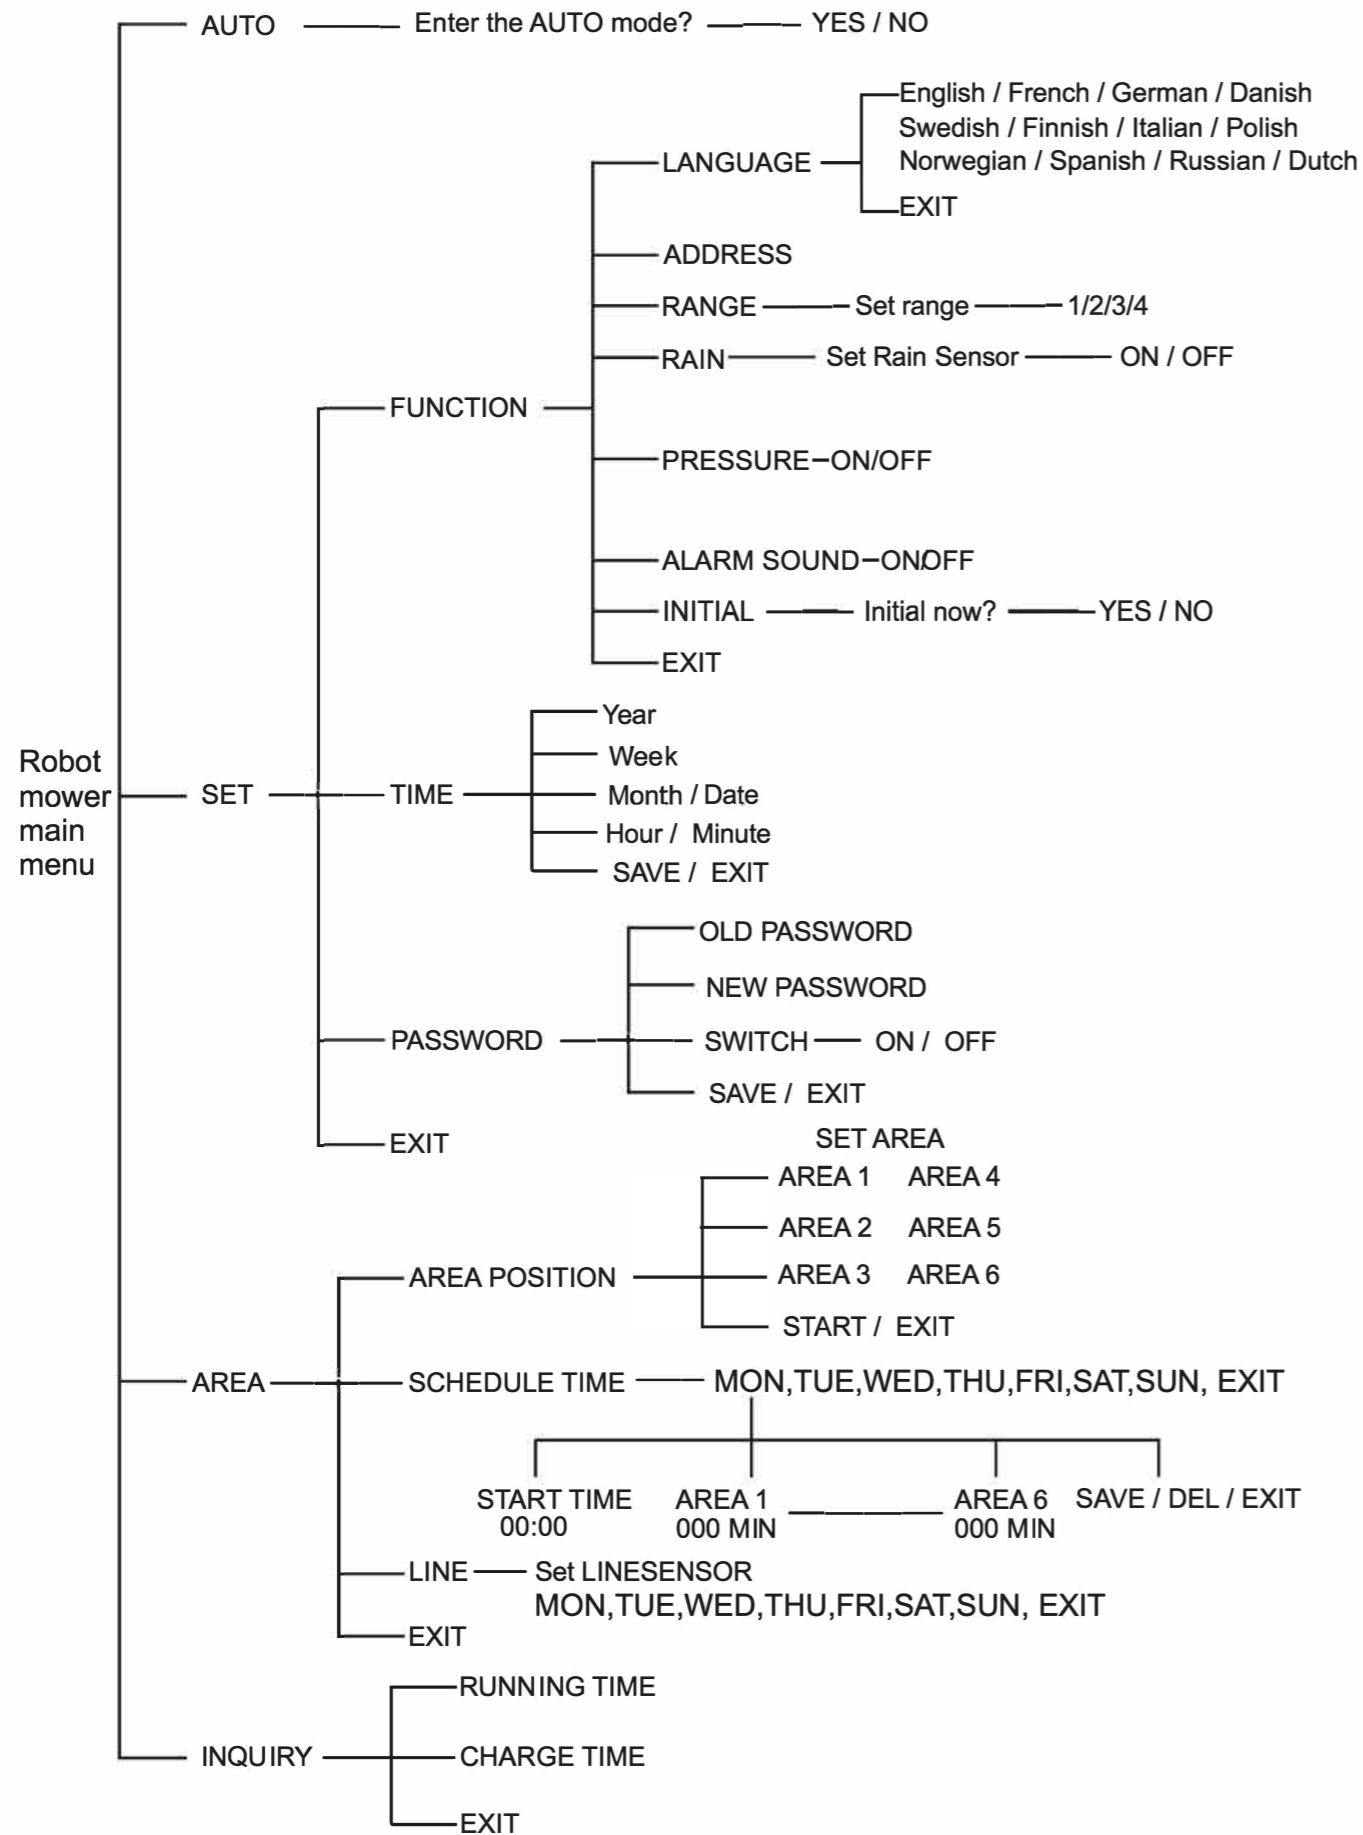 AUTO Enter the AUTO mode? YES / NO
English / French / German / Danish
Swedish / Finnish / Italian / Polish
LANGUAGE Norwegian / Spanish / Russian / Dutch
EXIT
ADDRESS
RANGE Set range 1/2/3/4
RAIN Set Rain Sensor ON / OFF
FUNCTION
PRESSURE ON/OFF
ALARM SOUND ON/OFF
INITIAL Initial now? YES / NO
EXIT
Year
Robot
mower
main
menu
Week
SET TIME Month / Date
Hour / Minute
SAVE / EXIT
OLD PASSWORD
NEW PASSWORD
PASSWORD SWITCH ON / OFF
SAVE / EXIT
EXIT
SET AREA
AREA 1 AREA 4
AREA 2 AREA 5
AREA POSITION AREA 3 AREA 6
START / EXIT
AREA SCHEDULE TIME MON,TUE,WED,THU,FRI,SAT,SUN, EXIT
START TIME AREA 1 AREA 6 SAVE / DEL / EXIT
00:00 000 MIN 000 MIN
LINE Set LINESENSOR
MON,TUE,WED,THU,FRI,SAT,SUN, EXIT
EXIT
RUNNING TIME
INQUIRY CHARGE TIME
EXIT